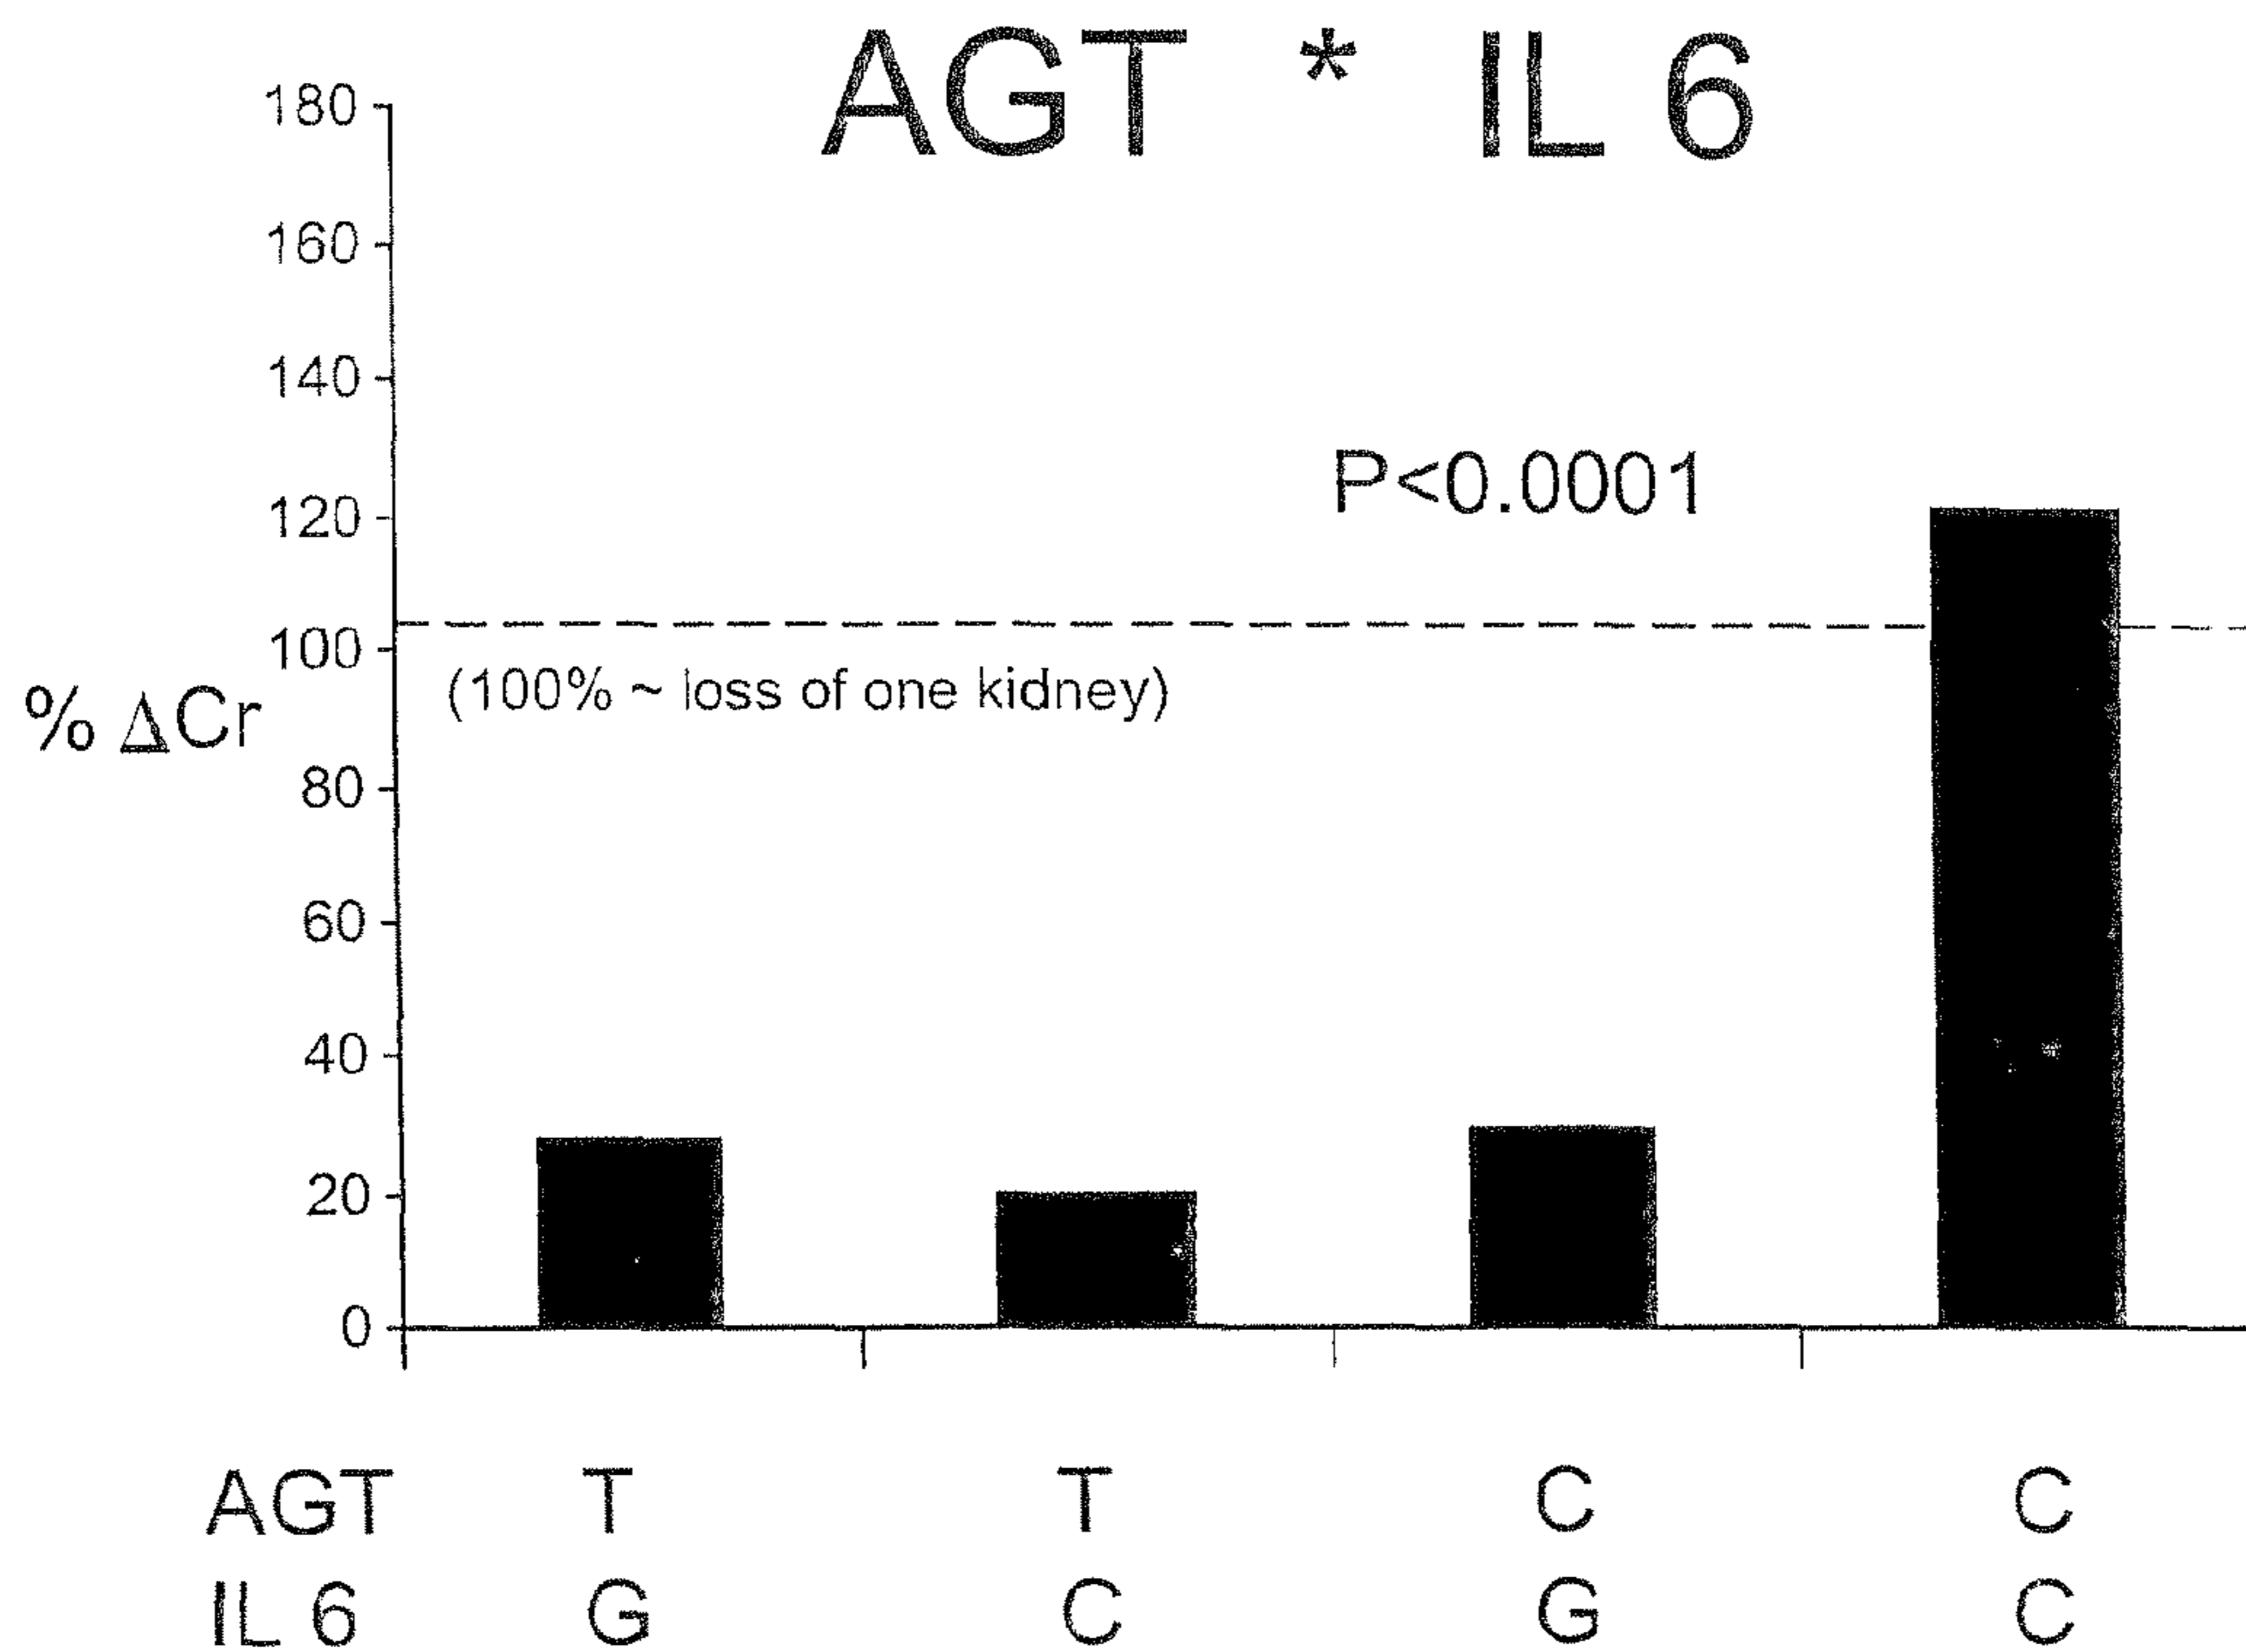 AGT * IL 6
180
160
140
P<0.0001
120
100
(100% ~ loss of one kidney)
% ΔCr
80
60
40
20
0
AGT T T C C
IL 6 G C G C